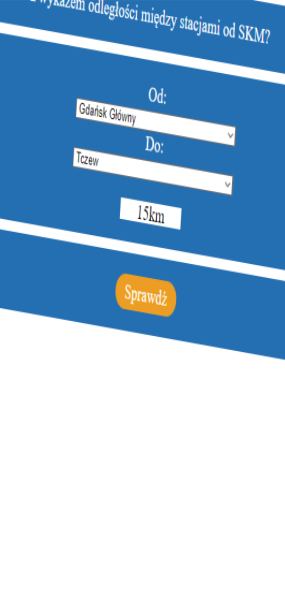 wykazem odległości między stacjami od SKM?
Od:
Gdańsk Główny
Do:
Tczew
15km
Sprawdź